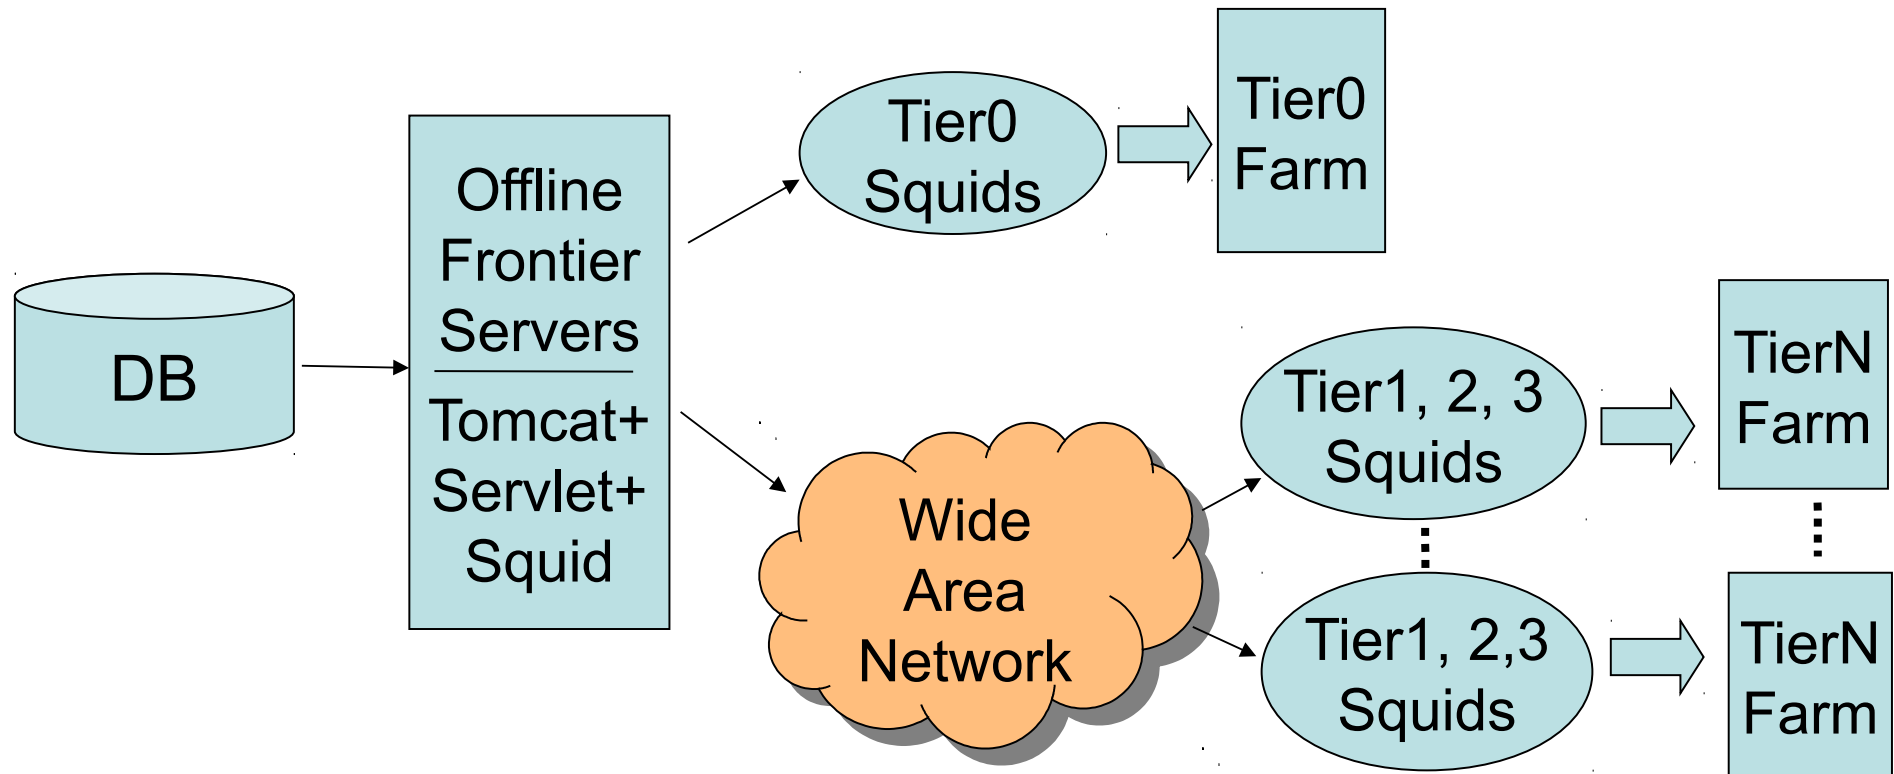 DB
Offline
Frontier
Servers
Tomcat+
Servlet+
Squid
Tier0
Squids
Tier0
Farm
Wide
Area
Network
Tier1, 2, 3
Squids
TierN
Farm
Tier1, 2,3
Squids
TierN
Farm